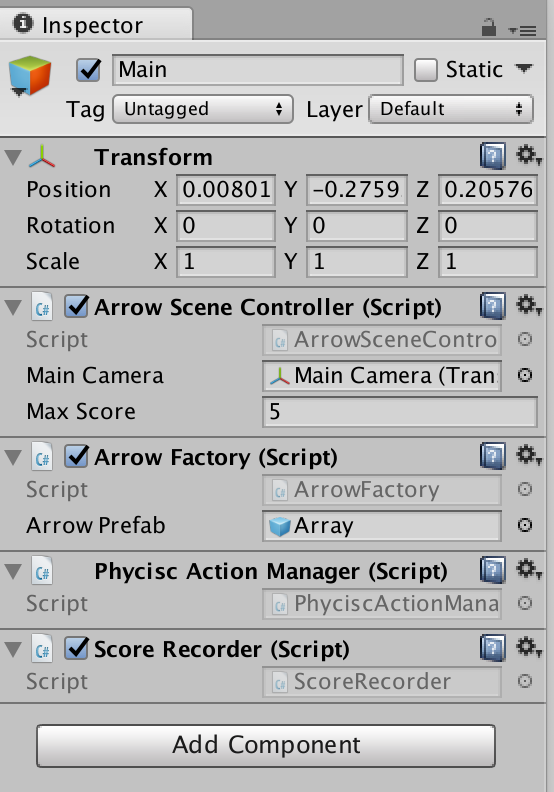 Inspector
Main Static
Tag Untagged Layer Default
Transform
Position X 0.00801 Y -0.2759 Z 0.20576
Rotation X 0 Y 0 Z 0
Scale X 1 Y 1 Z 1
C# Arrow Scene Controller (Script)
Script C# ArrowSceneContro
Main Camera Main Camera (Tran
Max Score 5
C# Arrow Factory (Script)
Script C# ArrowFactory
Arrow Prefab Array
C# Phycisc Action Manager (Script)
Script C# PhyciscActionMana
C# Score Recorder (Script)
Script C# ScoreRecorder
Add Component